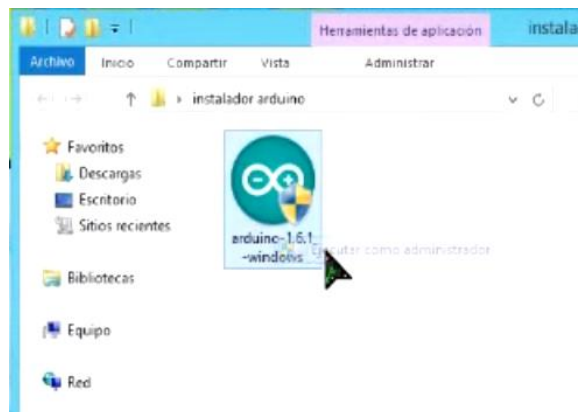 Herramientas de aplicación instala
Archivo Inicio Compartir Vista Administrar
instalador arduino
Favoritos
Descargas
Escritorio
Sitios recientes
arduino-1.6.1
-windows
Ejecutar como administrador
Bibliotecas
Equipo
Red